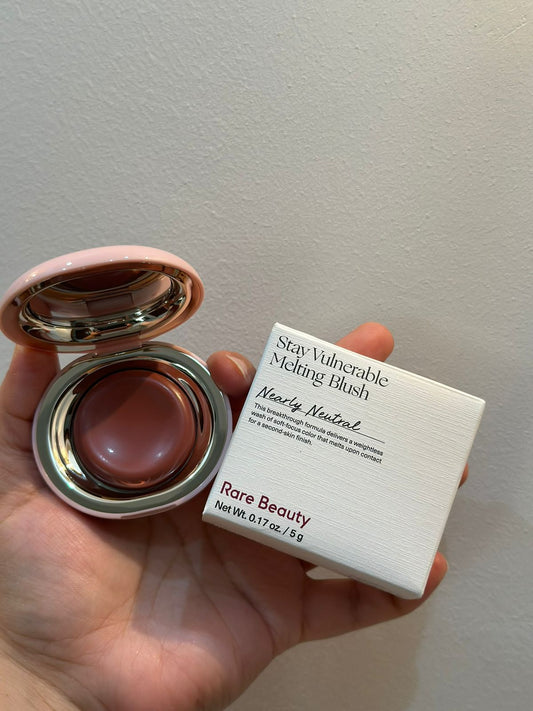 Stay Vulnerable
Melting Blush
Nearly Neutral
This breakthrough formula delivers a weightless
wash of soft-focus color that melts upon contact
for a second-skin finish.
Rare Beauty
Net Wt. 0.17 oz. / 5 g